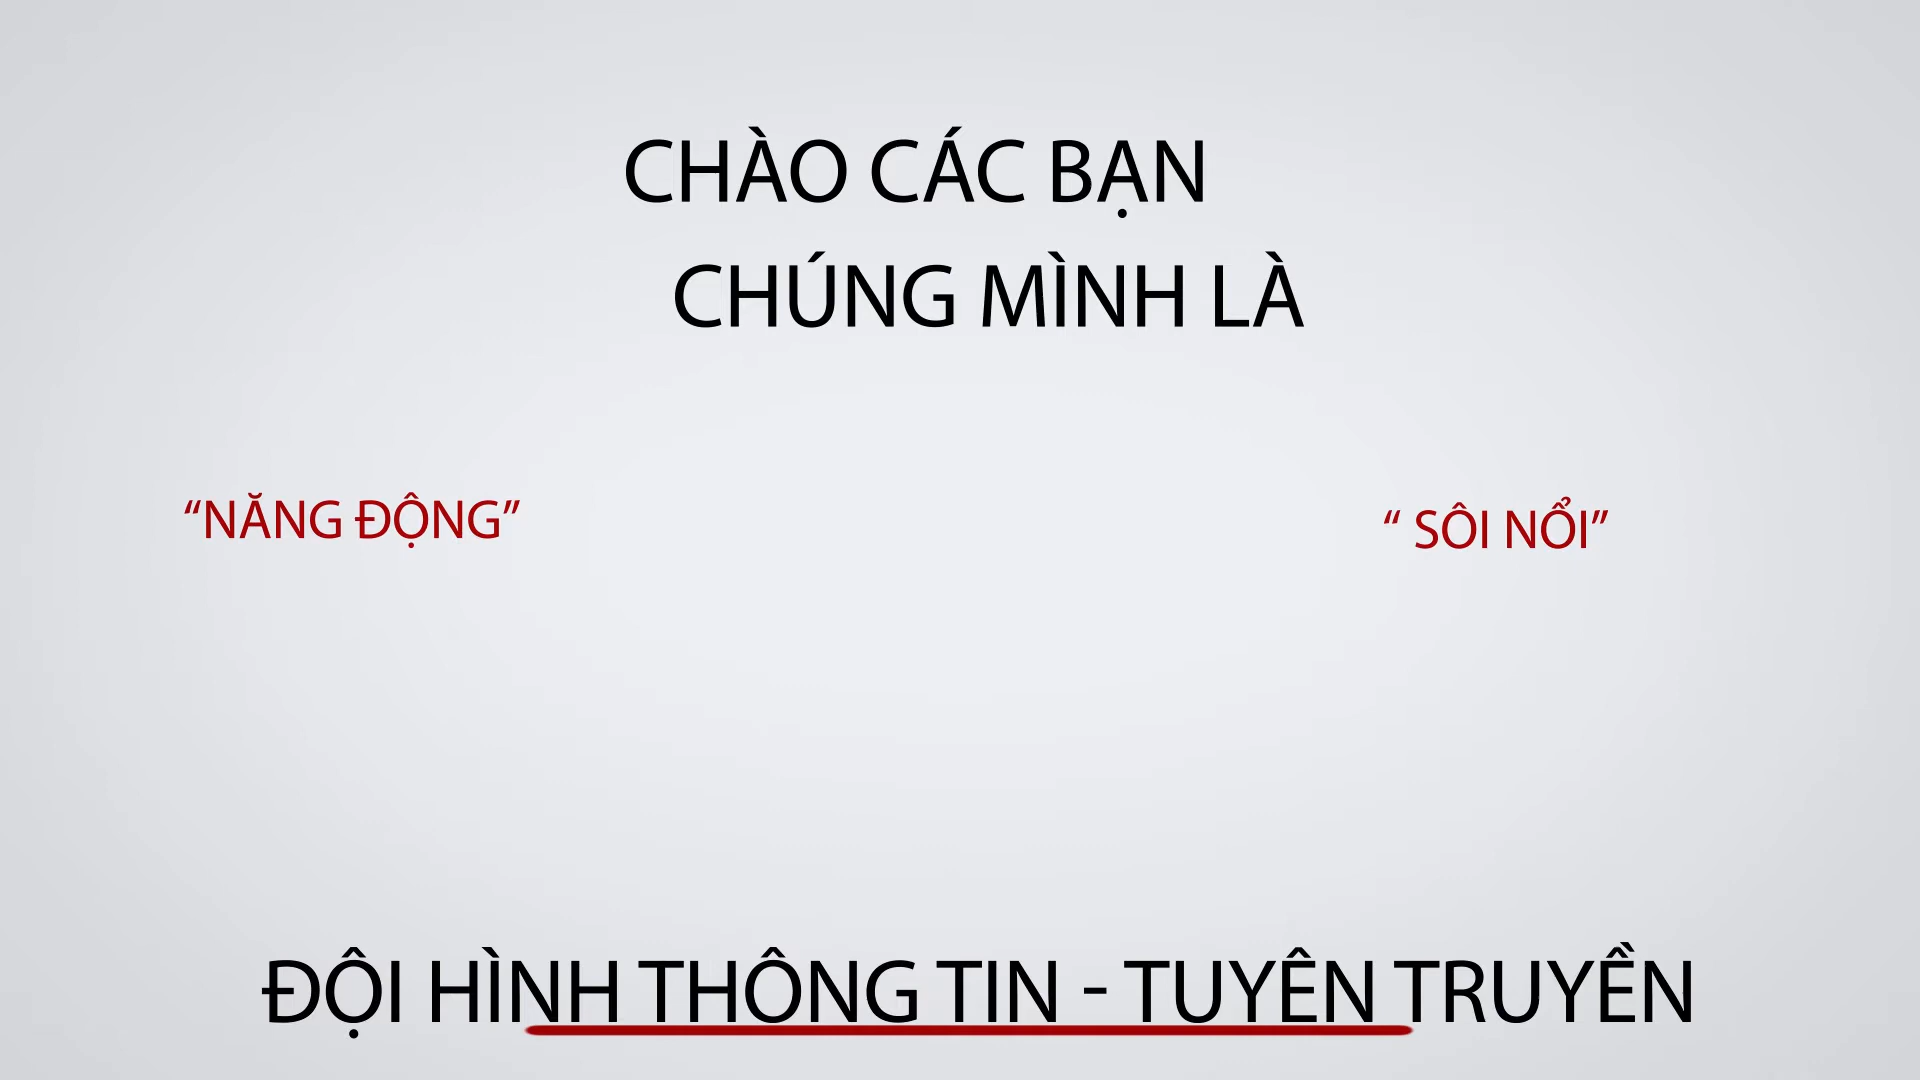 CHÀO CÁC BẠN
CHÚNG MÌNH LÀ
“NĂNG ĐỘNG”
“ SÔI NỔI”
ĐỘI HÌNH THÔNG TIN - TUYÊN TRUYỀN